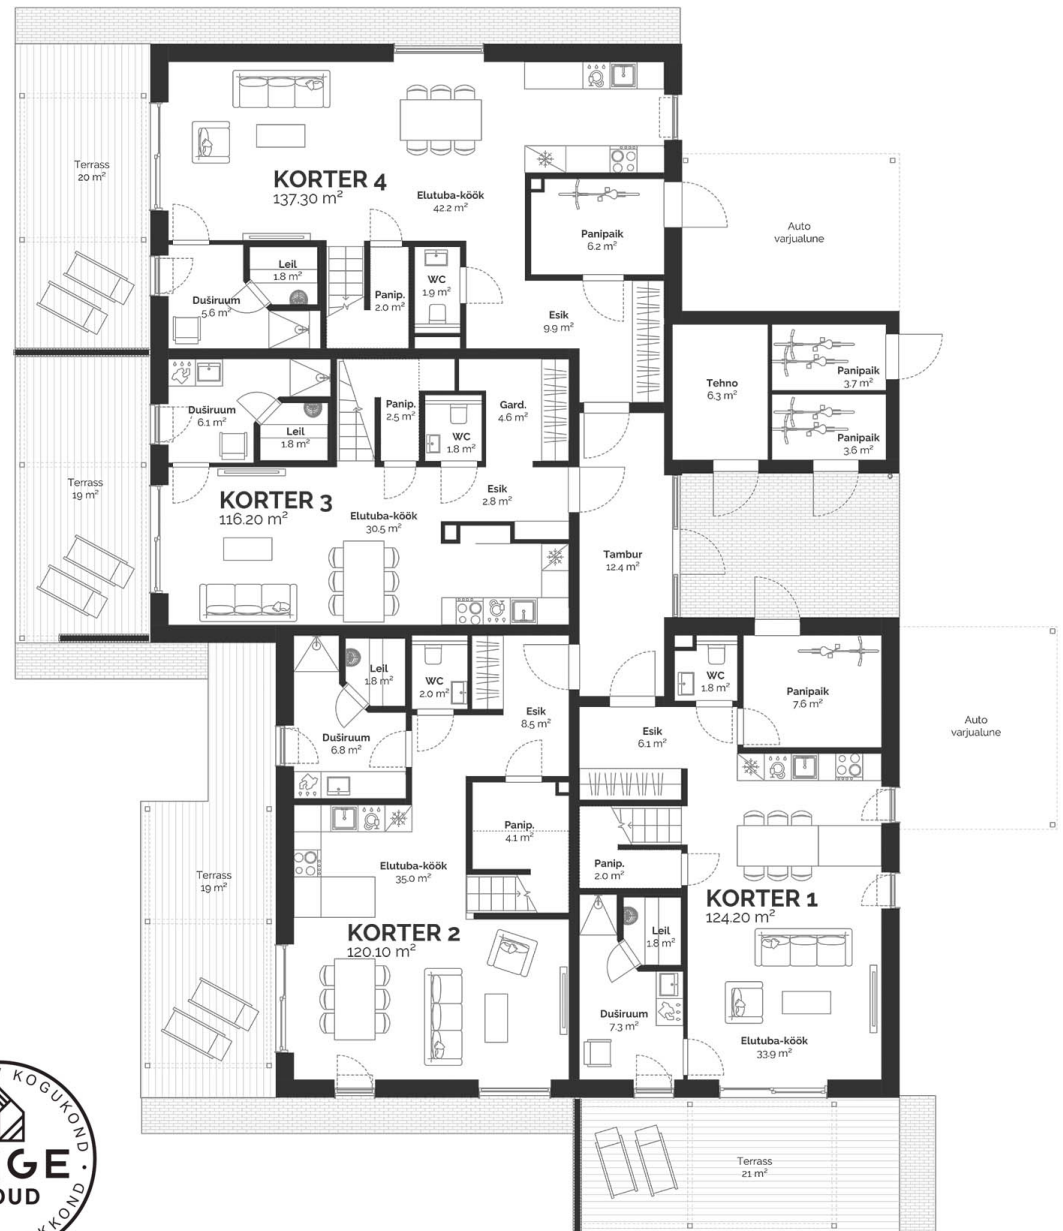 Terrass
20 m²
KORTER 4
137.30 m²
Elutuba-köök
42.2 m²
Panipaik
6.2 m²
Auto
varjualune
Leil
1.8 m²
Duširuum
5.6 m²
Panip.
2.0 m²
WC
1.9 m²
Esik
9.9 m²
Tehno
6.3 m²
Panipaik
3.7 m²
Panipaik
3.6 m²
Duširuum
6.1 m²
Leil
1.8 m²
Panip.
2.5 m²
WC
1.8 m²
Gard.
4.6 m²
Terrass
19 m²
KORTER 3
116.20 m²
Elutuba-köök
30.5 m²
Esik
2.8 m²
Tambur
12.4 m²
Leil
1.8 m²
WC
2.0 m²
Duširuum
6.8 m²
Esik
8.5 m²
WC
1.8 m²
Panipaik
7.6 m²
Esik
6.1 m²
Auto
varjualune
Terrass
19 m²
Elutuba-köök
35.0 m²
Panip.
4.1 m²
KORTER 2
120.10 m²
Panip.
2.0 m²
KORTER 1
124.20 m²
Leil
1.8 m²
Duširuum
7.3 m²
Elutuba-köök
33.9 m²
Terrass
21 m²
KOGUKOND